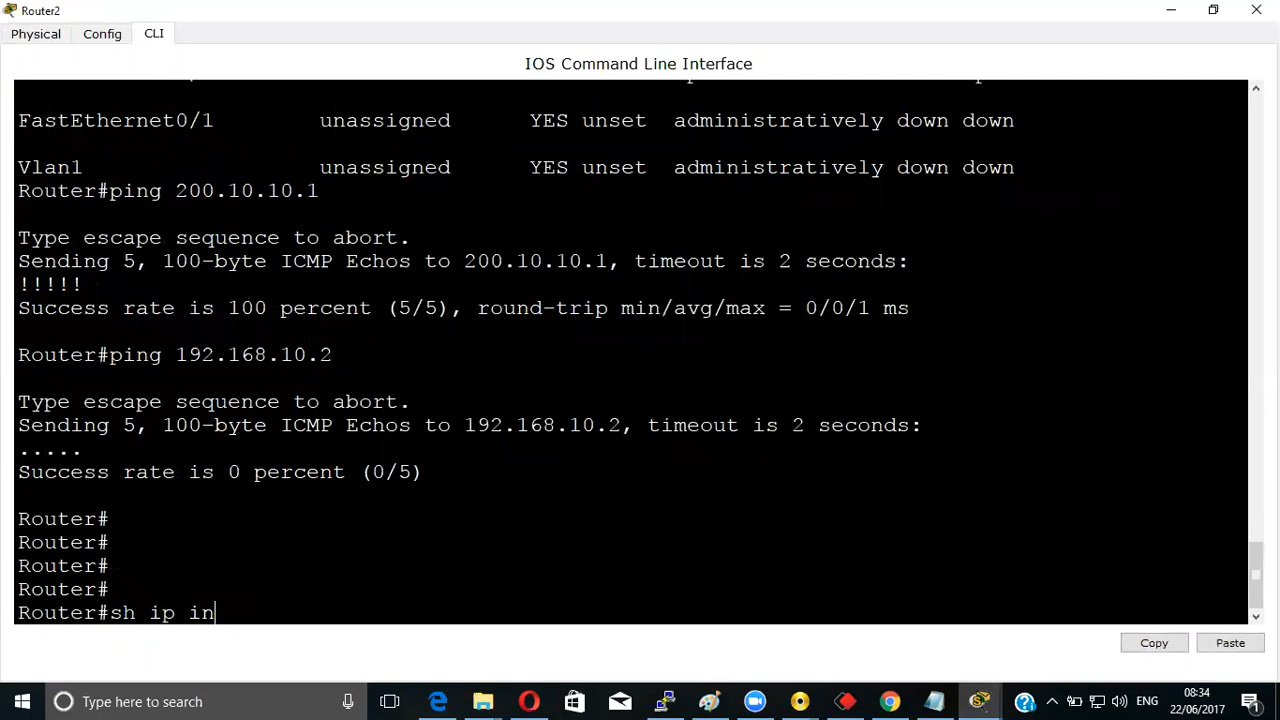 Router2
Physical Config CLI
IOS Command Line Interface
FastEthernet0/1 unassigned YES unset administratively down down
Vlan1 unassigned YES unset administratively down down
Router#ping 200.10.10.1
Type escape sequence to abort.
Sending 5, 100-byte ICMP Echos to 200.10.10.1, timeout is 2 seconds:
!!!!!
Success rate is 100 percent (5/5), round-trip min/avg/max = 0/0/1 ms
Router#ping 192.168.10.2
Type escape sequence to abort.
Sending 5, 100-byte ICMP Echos to 192.168.10.2, timeout is 2 seconds:
.....
Success rate is 0 percent (0/5)
Router#
Router#
Router#
Router#
Router#sh ip in
Copy Paste
Type here to search ENG 08:34
22/06/2017 1